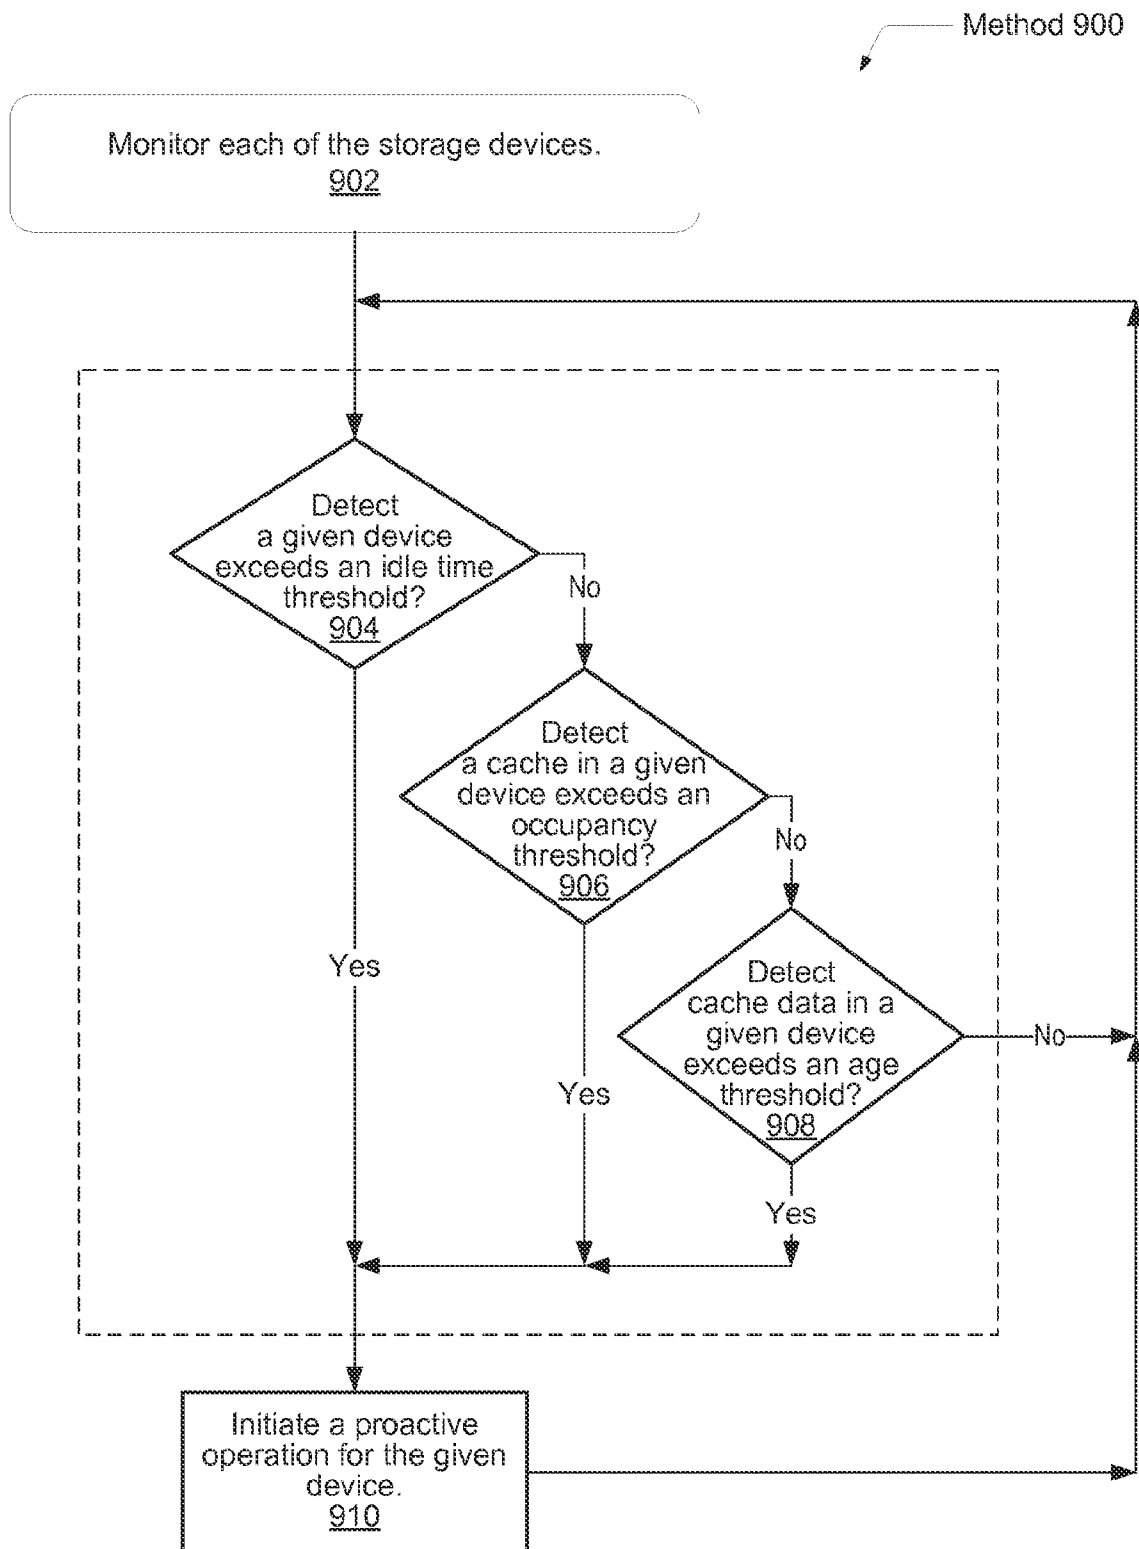 Method 900
Monitor each of the storage devices.
902
Detect
a given device
exceeds an idle time
threshold?
904
No
Detect
a cache in a given
device exceeds an
occupancy
threshold?
906
No
Yes
Detect
cache data in a
given device
exceeds an age
threshold?
908
No
Yes
Yes
Initiate a proactive
operation for the given
device.
910